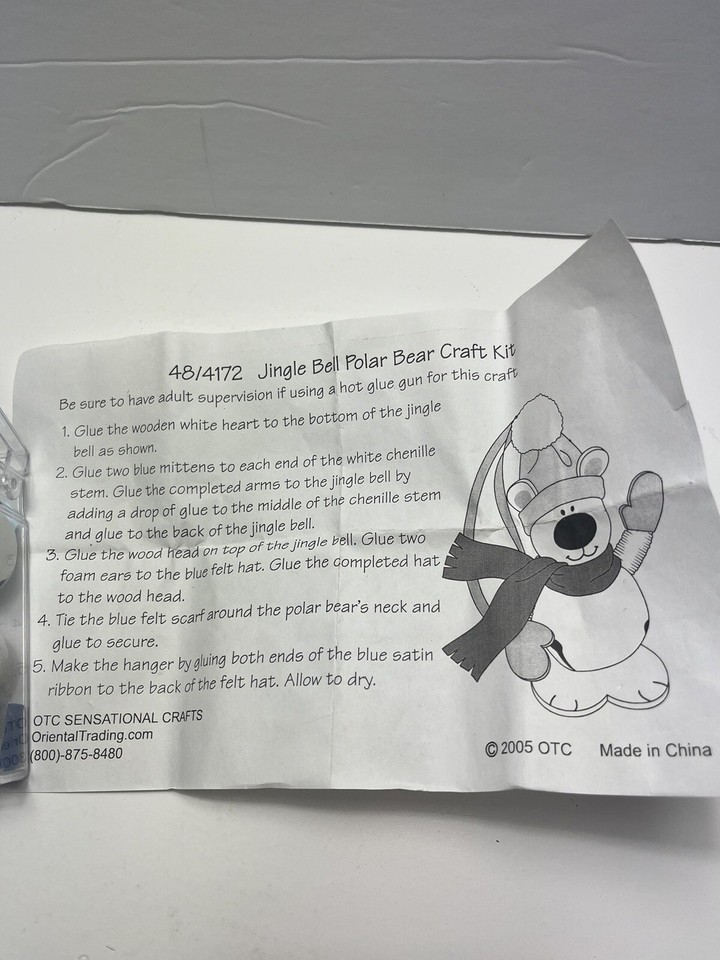 48/4172 Jingle Bell Polar Bear Craft Kit
Be sure to have adult supervision if using a hot glue gun for this craft
1. Glue the wooden white heart to the bottom of the jingle
bell as shown.
2. Glue two blue mittens to each end of the white chenille
stem. Glue the completed arms to the jingle bell by
adding a drop of glue to the middle of the chenille stem
and glue to the back of the jingle bell.
3. Glue the wood head on top of the jingle bell. Glue two
foam ears to the blue felt hat. Glue the completed hat
to the wood head.
4. Tie the blue felt scarf around the polar bear's neck and
glue to secure.
5. Make the hanger by gluing both ends of the blue satin
ribbon to the back of the felt hat. Allow to dry.
OTC SENSATIONAL CRAFTS
OrientalTrading.com
(800)-875-8480
© 2005 OTC Made in China